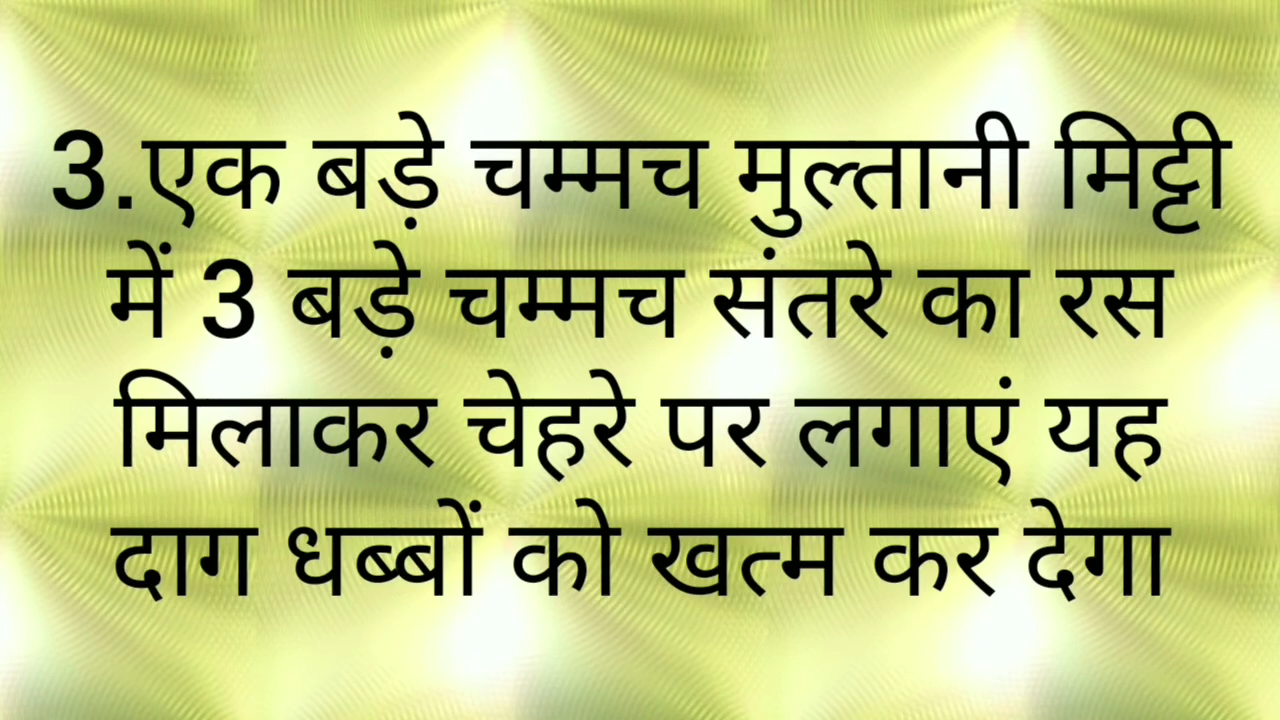 3.एक बड़े चम्मच मुल्तानी मिट्टी
में 3 बड़े चम्मच संतरे का रस
मिलाकर चेहरे पर लगाएं यह
दाग धब्बों को खत्म कर देगा